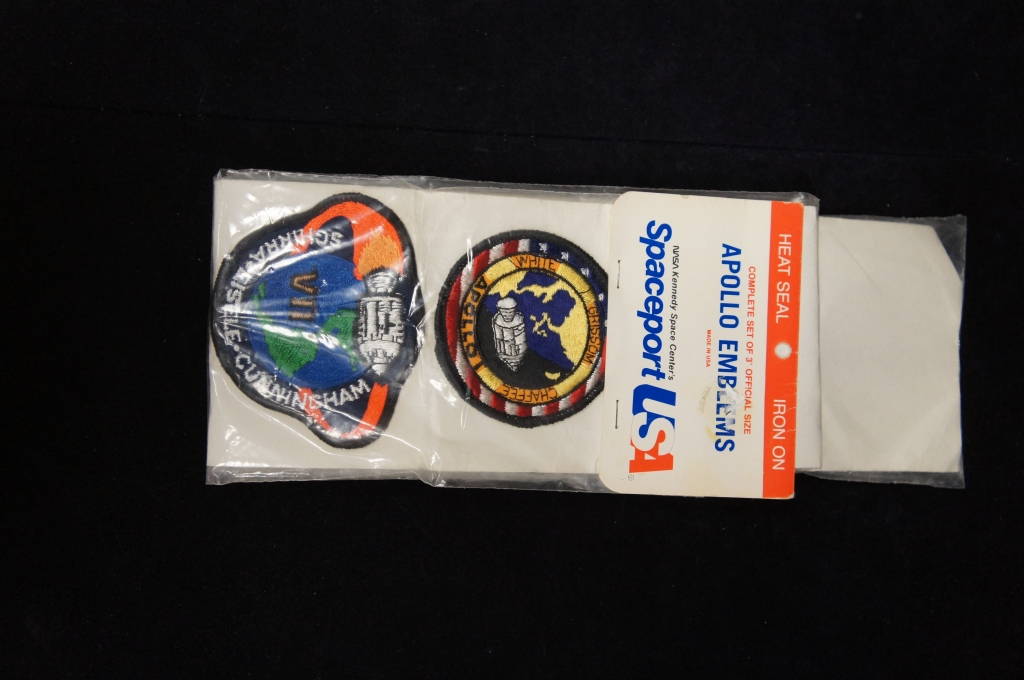 HEAT SEAL IRON ON
COMPLETE SET OF 3" OFFICIAL SIZE
APOLLO EMBLEMS
MADE IN USA
NASA Kennedy Space Center's
Spaceport USA
®
WHITE
GRISSOM
CHAFFEE
APOLLO 1
VII
SCHIRRA · EISELE · CUNNINGHAM